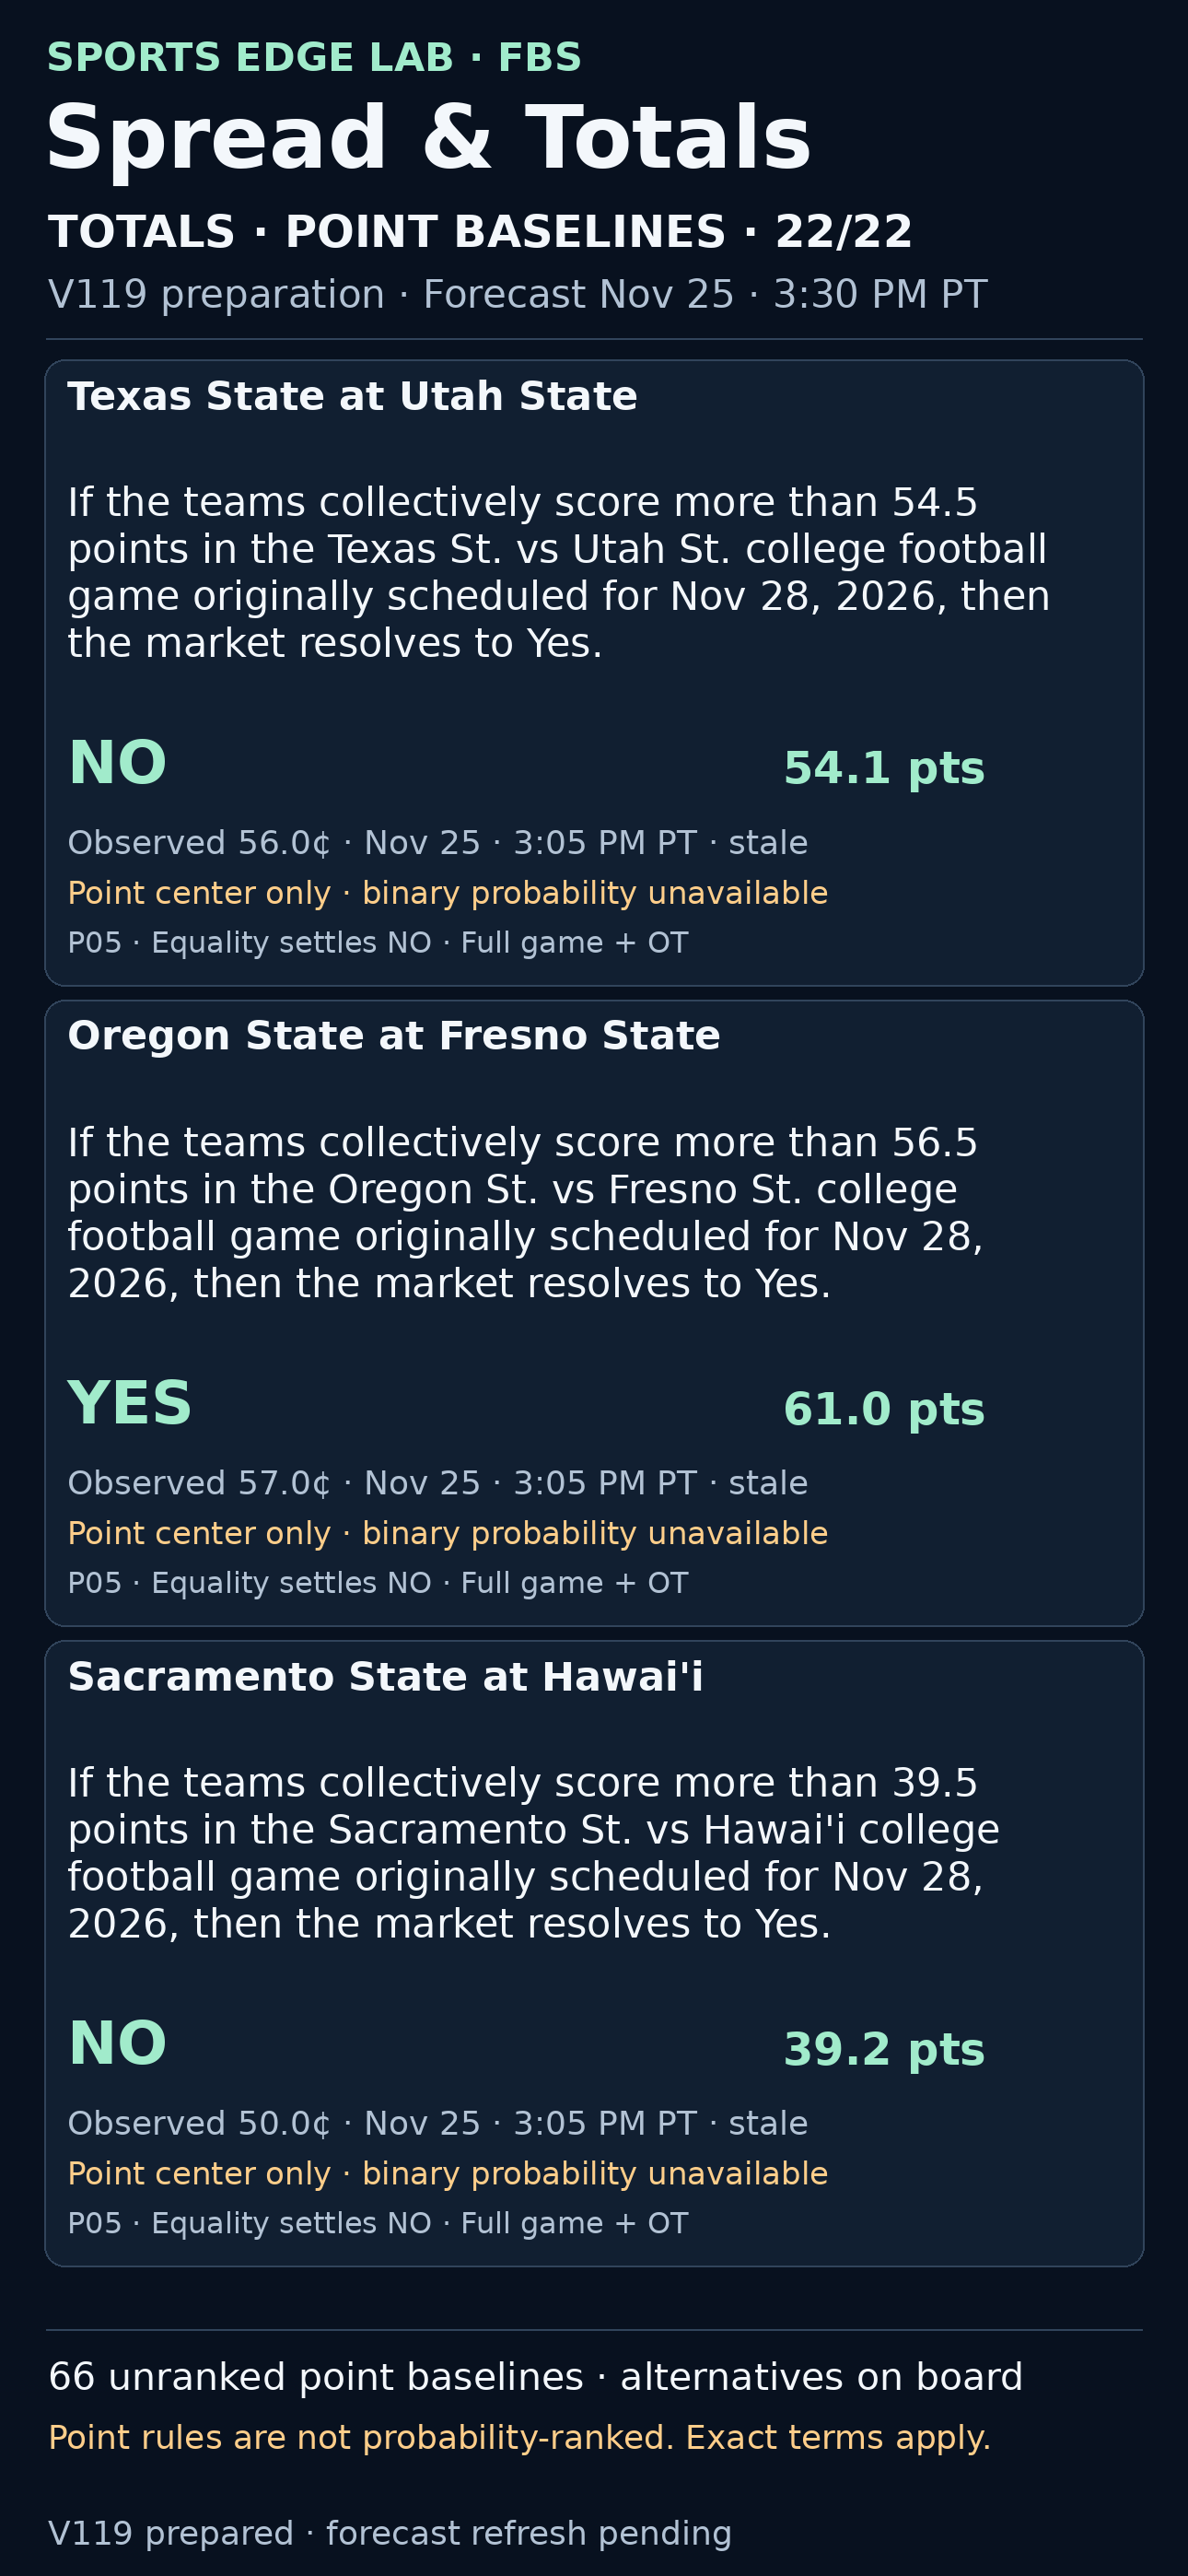 SPORTS EDGE LAB · FBS
Spread & Totals
TOTALS · POINT BASELINES · 22/22
V119 preparation · Forecast Nov 25 · 3:30 PM PT
Texas State at Utah State
If the teams collectively score more than 54.5
points in the Texas St. vs Utah St. college football
game originally scheduled for Nov 28, 2026, then
the market resolves to Yes.
NO 54.1 pts
Observed 56.0¢ · Nov 25 · 3:05 PM PT · stale
Point center only · binary probability unavailable
P05 · Equality settles NO · Full game + OT
Oregon State at Fresno State
If the teams collectively score more than 56.5
points in the Oregon St. vs Fresno St. college
football game originally scheduled for Nov 28,
2026, then the market resolves to Yes.
YES 61.0 pts
Observed 57.0¢ · Nov 25 · 3:05 PM PT · stale
Point center only · binary probability unavailable
P05 · Equality settles NO · Full game + OT
Sacramento State at Hawai'i
If the teams collectively score more than 39.5
points in the Sacramento St. vs Hawai'i college
football game originally scheduled for Nov 28,
2026, then the market resolves to Yes.
NO 39.2 pts
Observed 50.0¢ · Nov 25 · 3:05 PM PT · stale
Point center only · binary probability unavailable
P05 · Equality settles NO · Full game + OT
66 unranked point baselines · alternatives on board
Point rules are not probability-ranked. Exact terms apply.
V119 prepared · forecast refresh pending